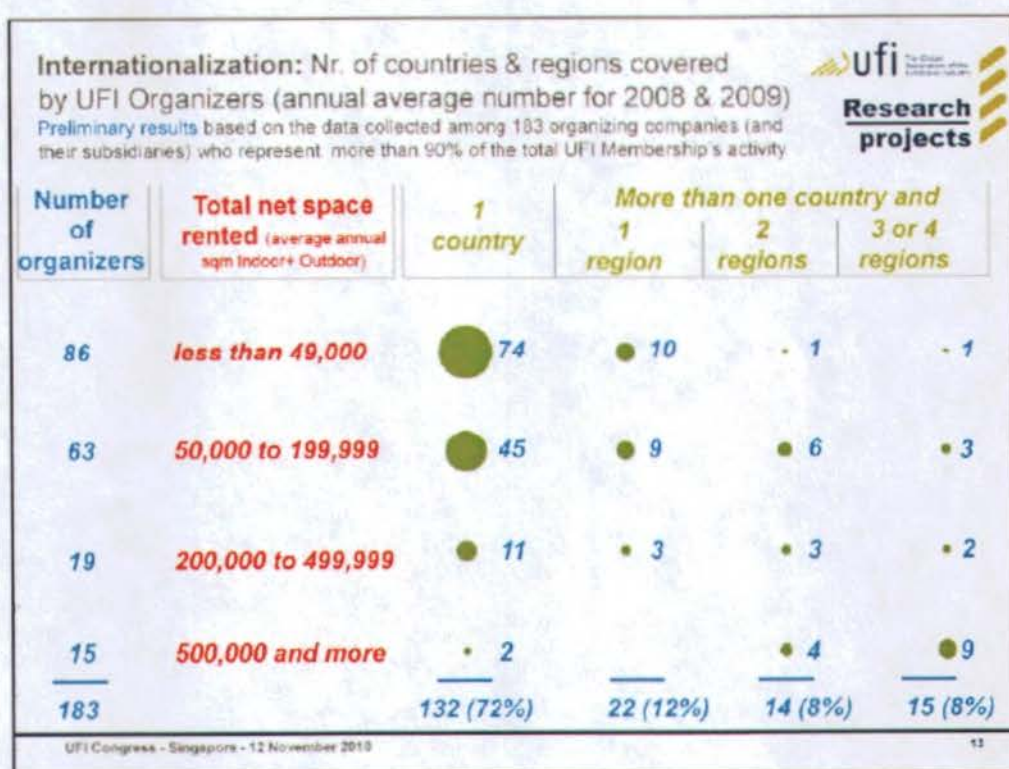 Internationalization: Nr. of countries & regions covered
by UFI Organizers (annual average number for 2008 & 2009)
Preliminary results based on the data collected among 183 organizing companies (and
their subsidiaries) who represent more than 90% of the total UFI Membership's activity
ufi
Research
projects
Number
of
organizers
Total net space
rented (average annual
sqm Indoor+ Outdoor)
1
country
More than one country and
1
region
2
regions
3 or 4
regions
86 less than 49,000 74 10 1 1
63 50,000 to 199,999 45 9 6 3
19 200,000 to 499,999 11 3 3 2
15 500,000 and more 2 4 9
183 132 (72%) 22 (12%) 14 (8%) 15 (8%)
UFI Congress - Singapore - 12 November 2010 13